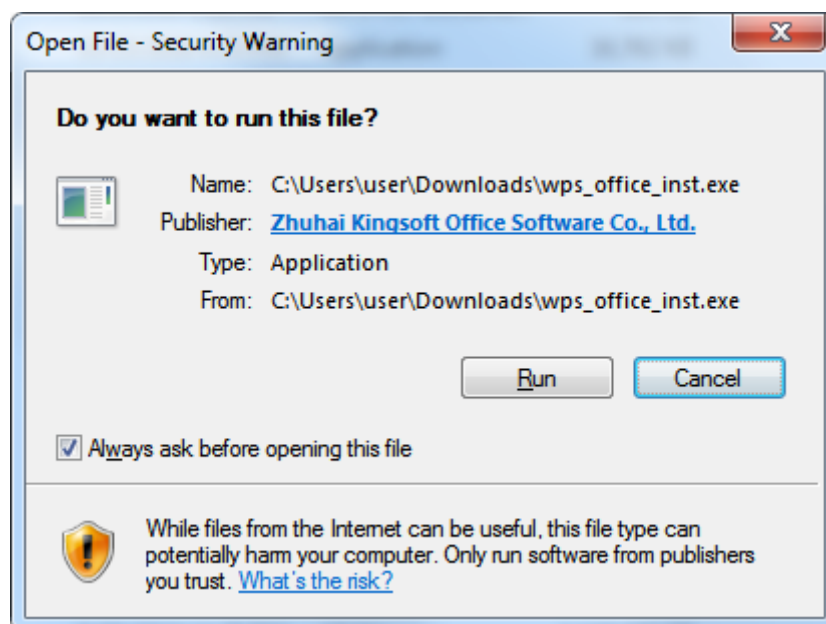 Open File - Security Warning
Do you want to run this file?
Name: C:\Users\user\Downloads\wps_office_inst.exe
Publisher: Zhuhai Kingsoft Office Software Co., Ltd.
Type: Application
From: C:\Users\user\Downloads\wps_office_inst.exe
Run Cancel
Always ask before opening this file
While files from the Internet can be useful, this file type can
potentially harm your computer. Only run software from publishers
you trust. What's the risk?